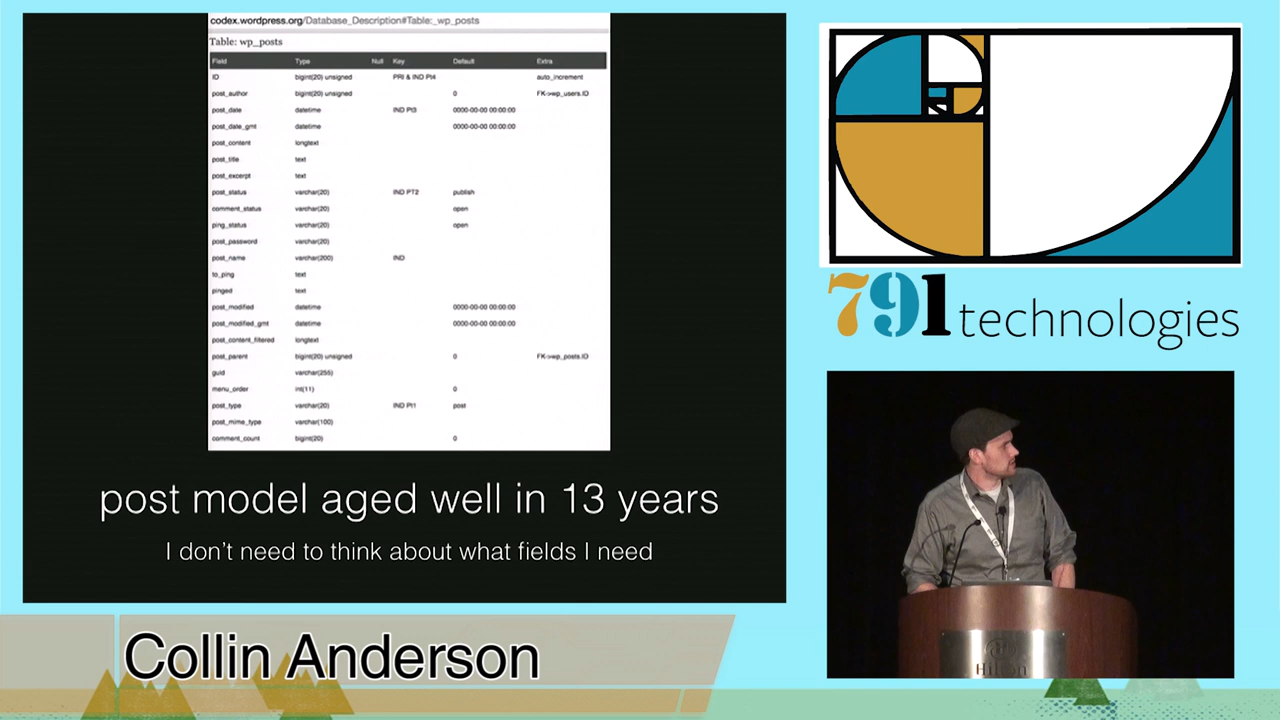 codex.wordpress.org/Database_Description#Table:_wp_posts
Table: wp_posts
Field Type Null Key Default Extra
ID bigint(20) unsigned PRI & IND Pt4 auto_increment
post_author bigint(20) unsigned 0 FK->wp_users.ID
post_date datetime IND Pt3 0000-00-00 00:00:00
post_date_gmt datetime 0000-00-00 00:00:00
post_content longtext
post_title text
post_excerpt text
post_status varchar(20) IND PT2 publish
comment_status varchar(20) open
ping_status varchar(20) open
post_password varchar(20)
post_name varchar(200) IND
to_ping text
pinged text
post_modified datetime 0000-00-00 00:00:00
post_modified_gmt datetime 0000-00-00 00:00:00
post_content_filtered longtext
post_parent bigint(20) unsigned 0 FK->wp_posts.ID
guid varchar(255)
menu_order int(11) 0
post_type varchar(20) IND Pt1 post
post_mime_type varchar(100)
comment_count bigint(20) 0
post model aged well in 13 years
I don't need to think about what fields I need
791 technologies
Hilton
Collin Anderson